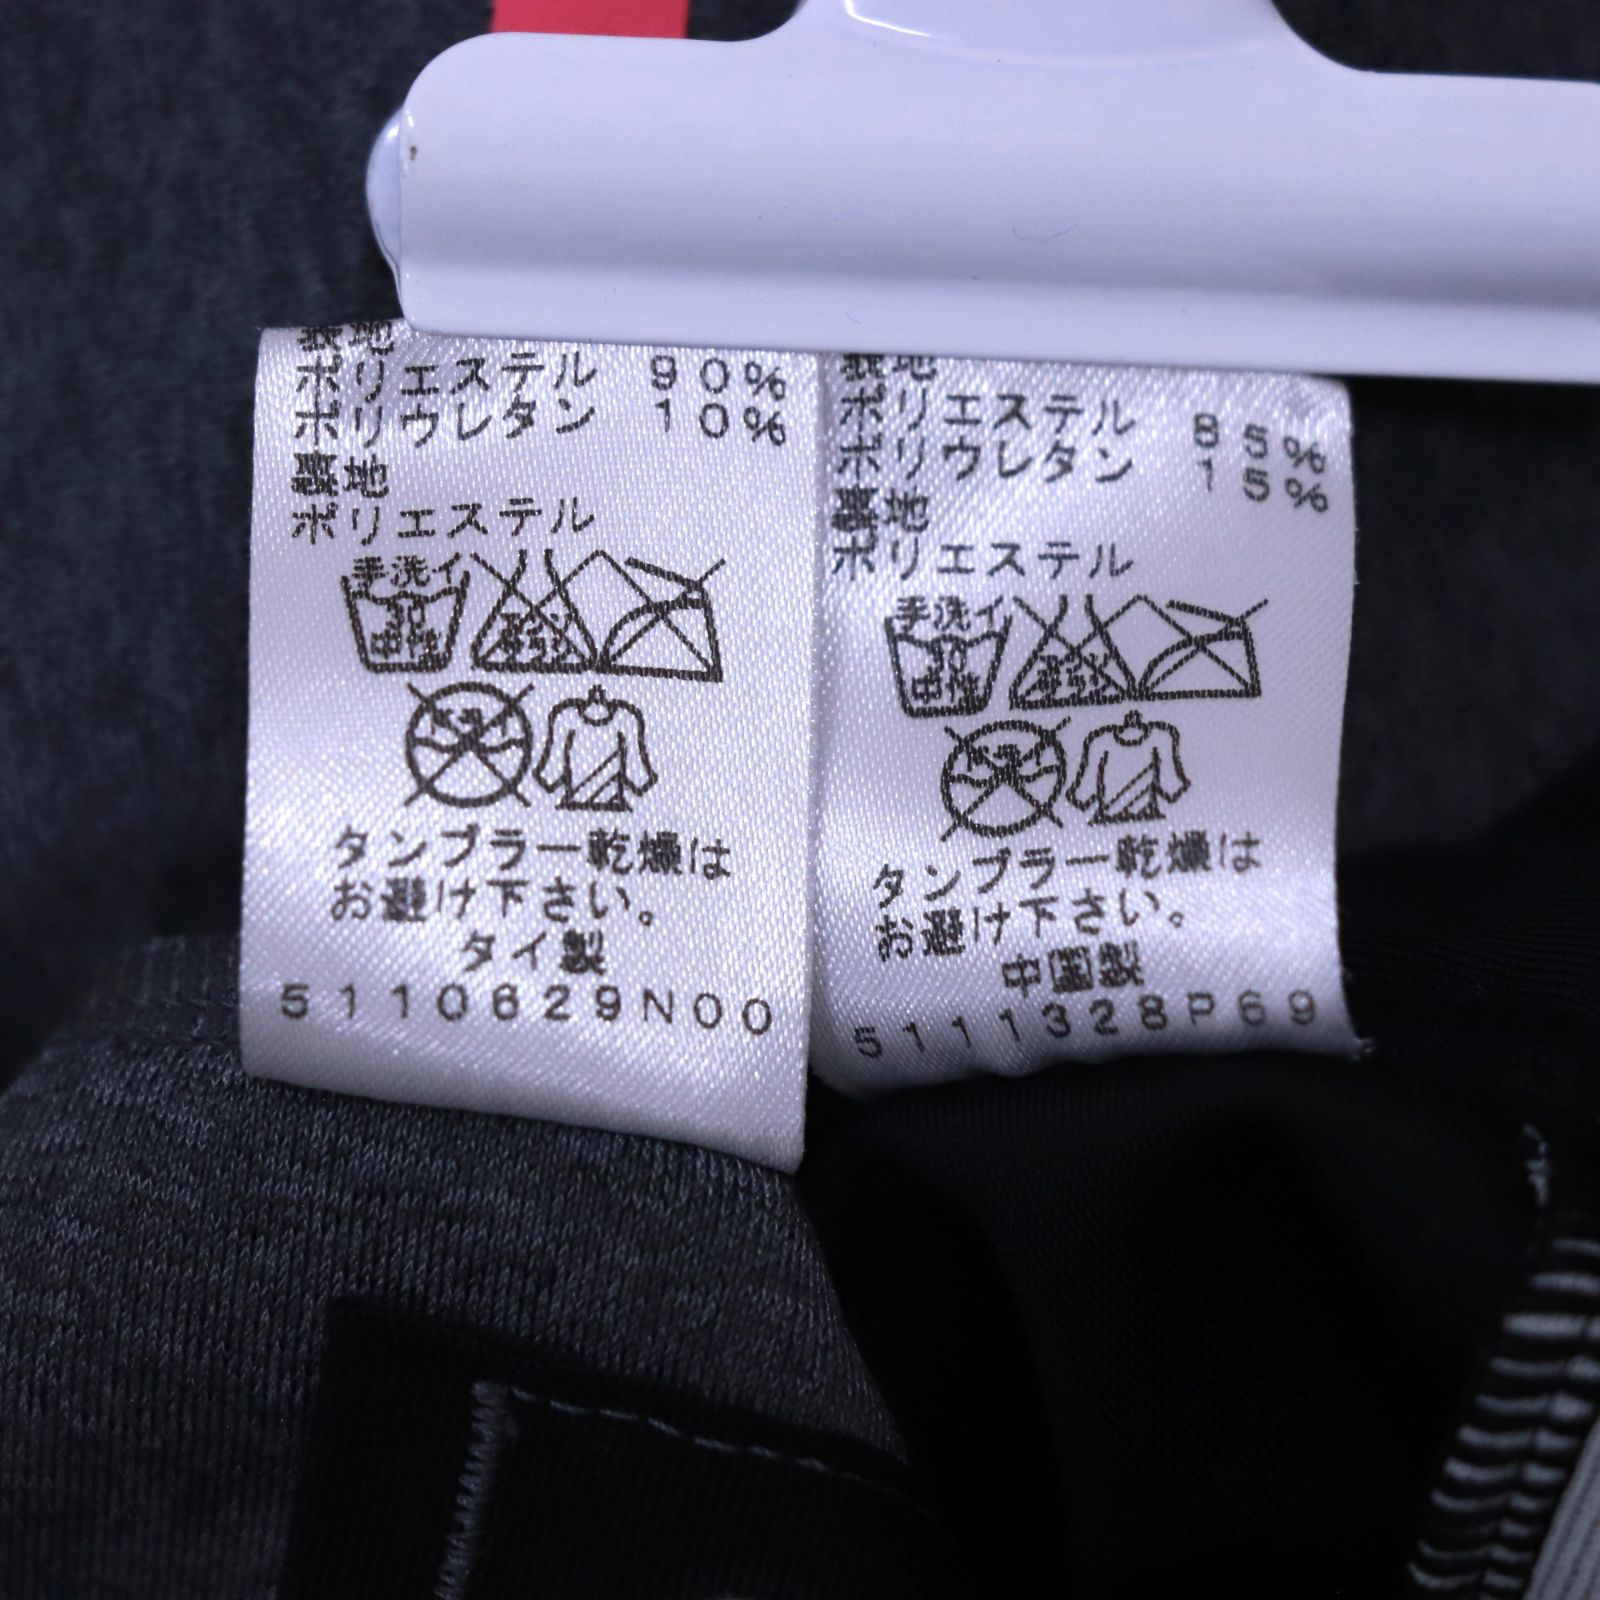 表地
ポリエステル 90%
ポリウレタン 10%
裏地
ポリエステル
手洗イ
30
中性
タンブラー乾燥は
お避け下さい。
タイ製
5110629N00
表地
ポリエステル 85%
ポリウレタン 15%
裏地
ポリエステル
手洗イ
30
中性
タンブラー乾燥は
お避け下さい。
中国製
5111328P69